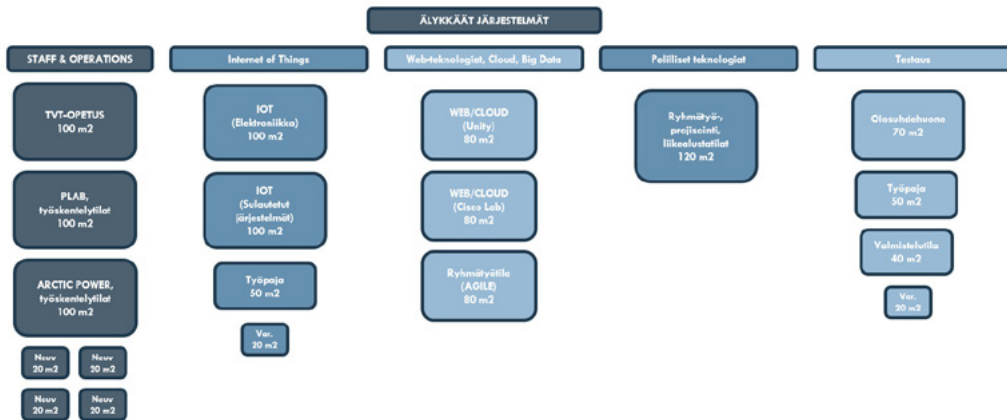 ÄLYKKÄÄT JÄRJESTELMÄT
STAFF & OPERATIONS
TVT-OPETUS
100 m2
PLAB,
työskentelytilat
100 m2
ARCTIC POWER,
työskentelytilat
100 m2
Neuv
20 m2
Neuv
20 m2
Neuv
20 m2
Neuv
20 m2
Internet of Things
IOT
(Elektroniikka)
100 m2
IOT
(Sulautetut
järjestelmät)
100 m2
Työpaja
50 m2
Var.
20 m2
Web-teknologiat, Cloud, Big Data
WEB/CLOUD
(Unity)
80 m2
WEB/CLOUD
(Cisco Lab)
80 m2
Ryhmätyötila
(AGILE)
80 m2
Pelilliset teknologiat
Ryhmätyö-,
projisointi,
liikealustatilat
120 m2
Testaus
Olosuhdehuone
70 m2
Työpaja
50 m2
Valmistelutila
40 m2
Var.
20 m2